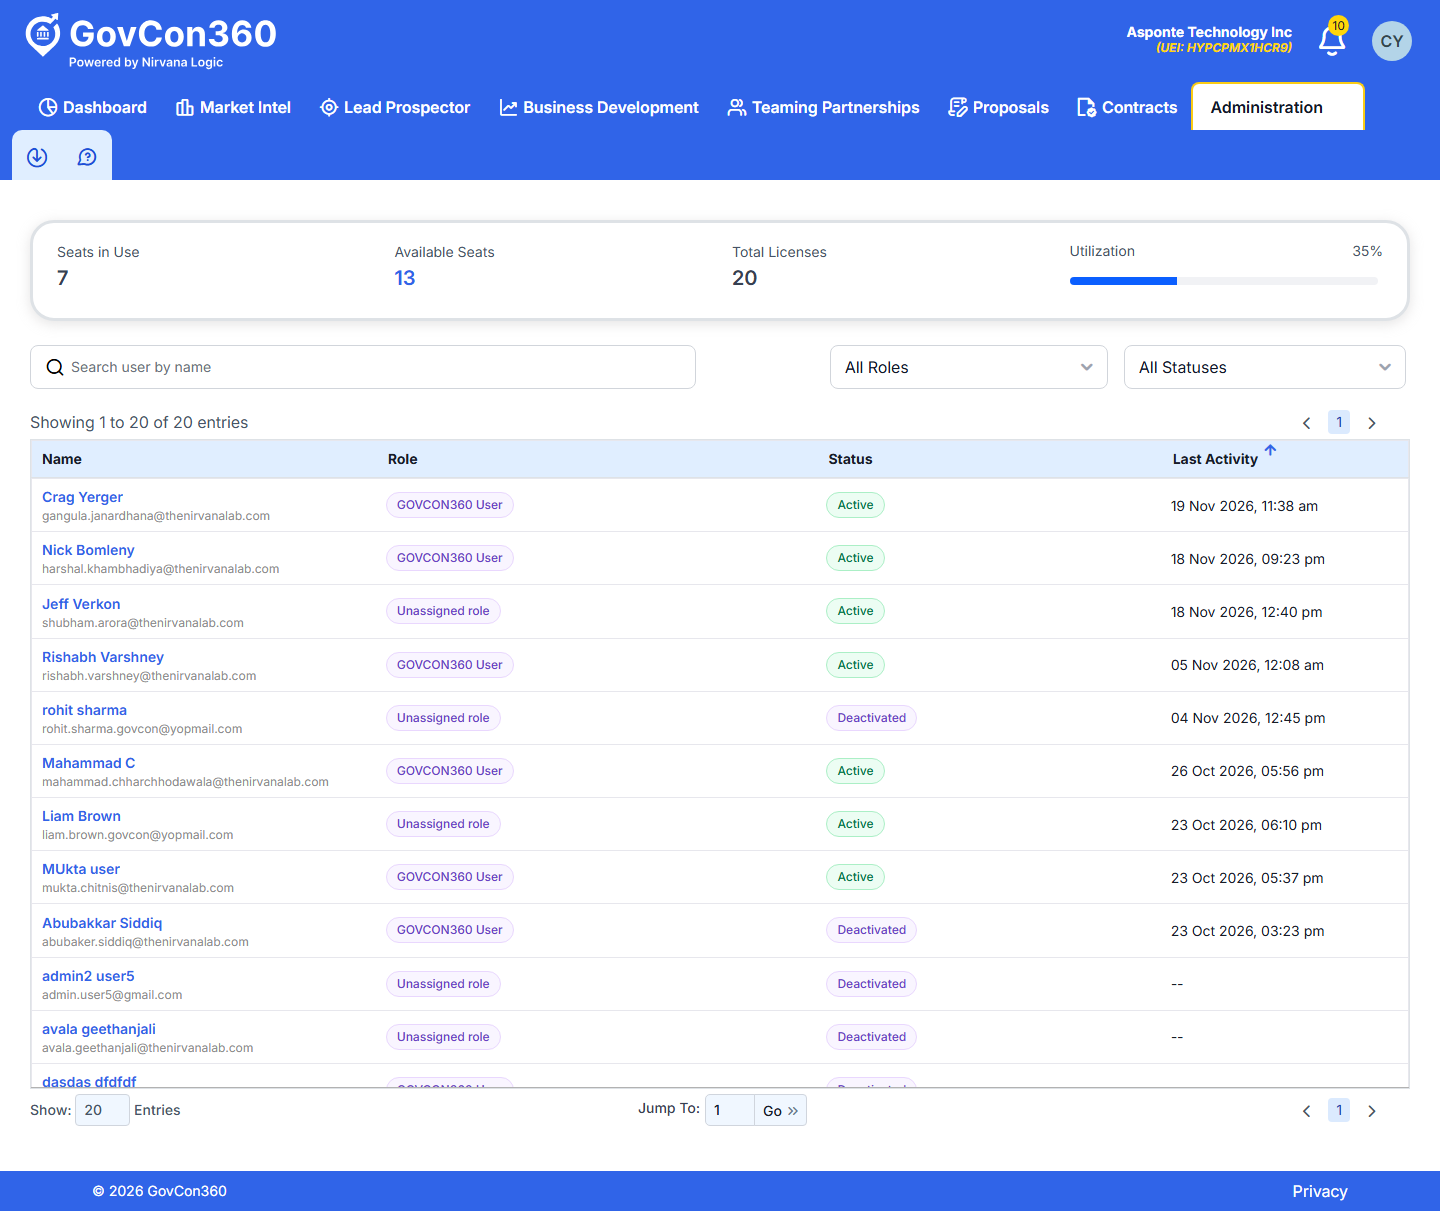 GovCon360
Powered by Nirvana Logic
Asponte Technology Inc
(UEI: HYPCPMX1HCR9)
10
CY
Dashboard Market Intel Lead Prospector Business Development Teaming Partnerships Proposals Contracts Administration
Seats in Use Available Seats Total Licenses Utilization 35%
7 13 20
Search user by name All Roles All Statuses
Showing 1 to 20 of 20 entries 1
Name Role Status Last Activity
Crag Yerger GOVCON360 User Active 19 Nov 2026, 11:38 am
gangula.janardhana@thenirvanalab.com
Nick Bomleny GOVCON360 User Active 18 Nov 2026, 09:23 pm
harshal.khambhadiya@thenirvanalab.com
Jeff Verkon Unassigned role Active 18 Nov 2026, 12:40 pm
shubham.arora@thenirvanalab.com
Rishabh Varshney GOVCON360 User Active 05 Nov 2026, 12:08 am
rishabh.varshney@thenirvanalab.com
rohit sharma Unassigned role Deactivated 04 Nov 2026, 12:45 pm
rohit.sharma.govcon@yopmail.com
Mahammad C GOVCON360 User Active 26 Oct 2026, 05:56 pm
mahammad.chharchhodawala@thenirvanalab.com
Liam Brown Unassigned role Active 23 Oct 2026, 06:10 pm
liam.brown.govcon@yopmail.com
MUkta user GOVCON360 User Active 23 Oct 2026, 05:37 pm
mukta.chitnis@thenirvanalab.com
Abubakkar Siddiq GOVCON360 User Deactivated 23 Oct 2026, 03:23 pm
abubaker.siddiq@thenirvanalab.com
admin2 user5 Unassigned role Deactivated --
admin.user5@gmail.com
avala geethanjali Unassigned role Deactivated --
avala.geethanjali@thenirvanalab.com
dasdas dfdfdf GOVCON360 User Deactivated
Show: 20 Entries Jump To: 1 Go » 1
© 2026 GovCon360 Privacy